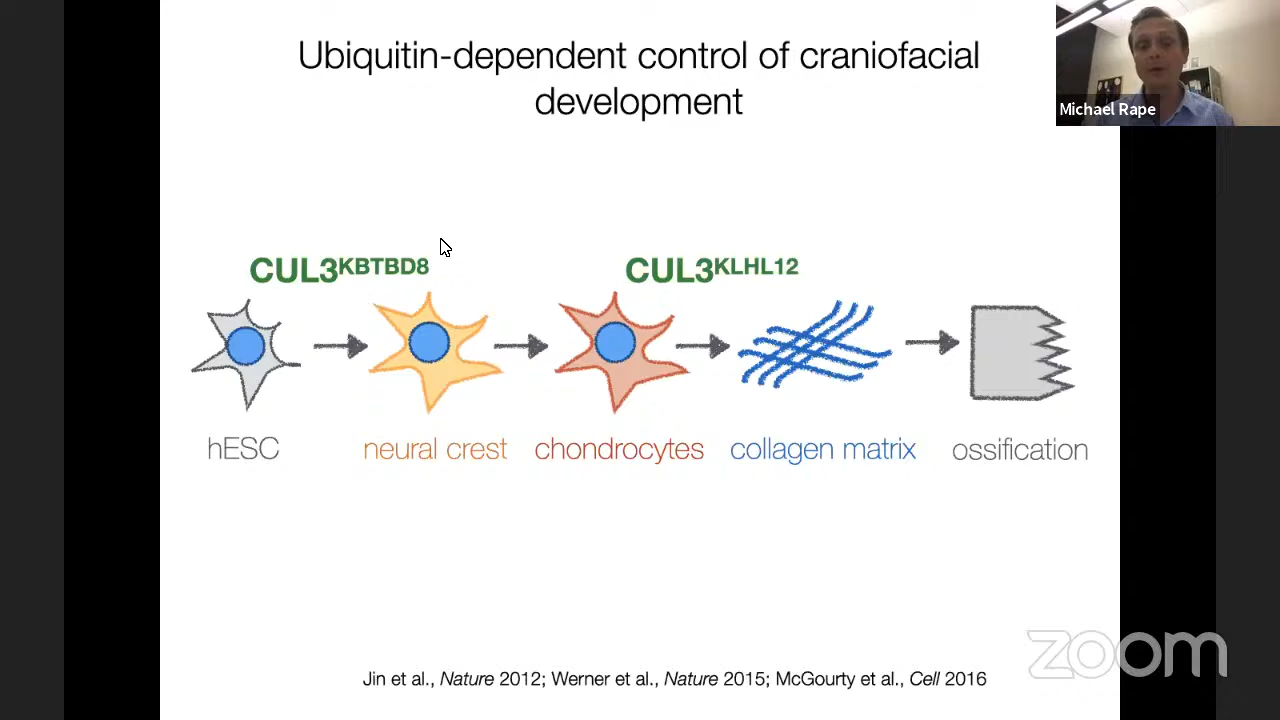 Ubiquitin-dependent control of craniofacial
development
Michael Rape
CUL3KBTBD8
CUL3KLHL12
hESC
neural crest
chondrocytes
collagen matrix
ossification
Jin et al., Nature 2012; Werner et al., Nature 2015; McGourty et al., Cell 2016
zoom